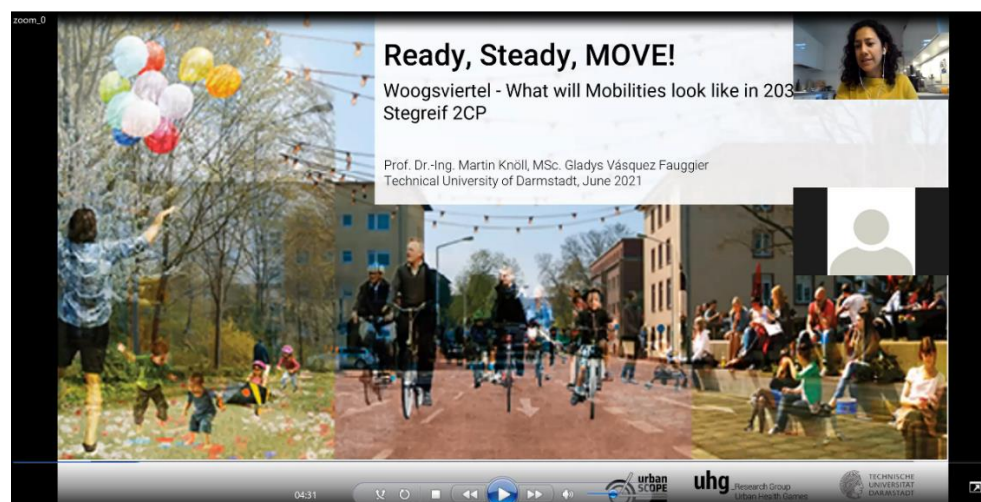 zoom_0
Ready, Steady, MOVE!
Woogsviertel - What will Mobilities look like in 203
Stegreif 2CP
Prof. Dr.-Ing. Martin Knöll, MSc. Gladys Vásquez Fauggier
Technical University of Darmstadt, June 2021
04:31
urban
SCOPE
uhg_Research Group
Urban Health Games
TECHNISCHE
UNIVERSITÄT
DARMSTADT